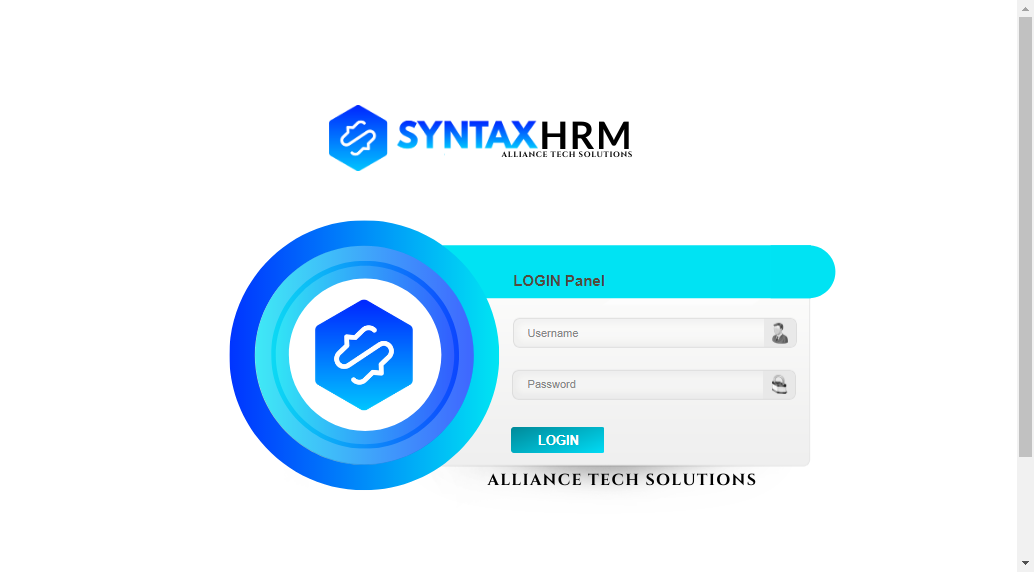 SYNTAXHRM
ALLIANCE TECH SOLUTIONS
LOGIN Panel
Username
Password
LOGIN
ALLIANCE TECH SOLUTIONS